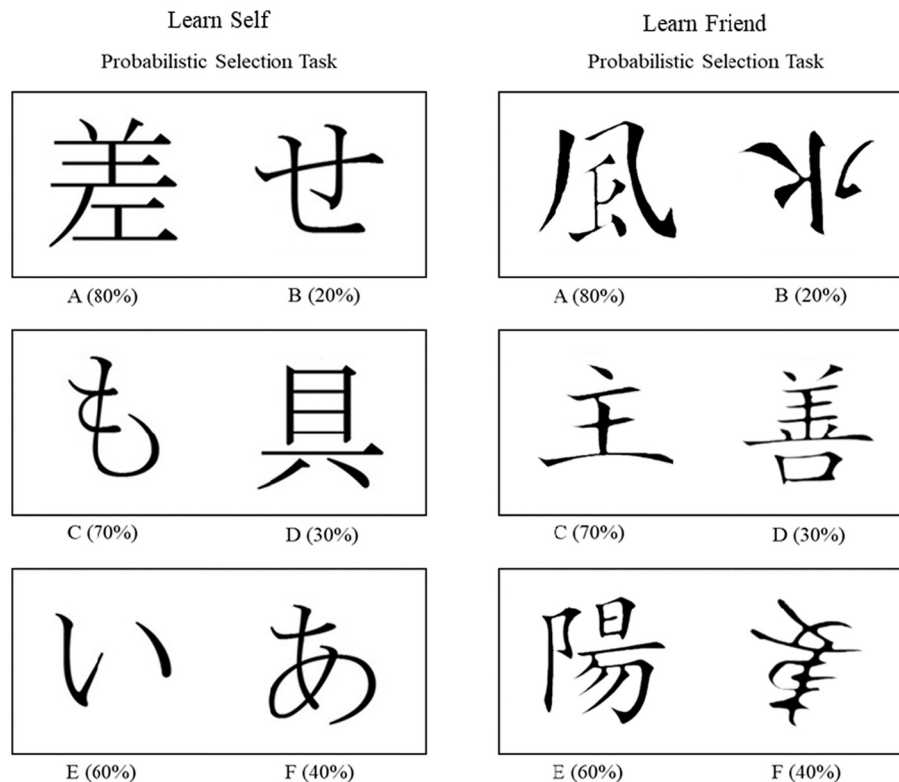 Learn Self
Probabilistic Selection Task
差 せ
A (80%) B (20%)
も 具
C (70%) D (30%)
い あ
E (60%) F (40%)
Learn Friend
Probabilistic Selection Task
風
A (80%) B (20%)
主 善
C (70%) D (30%)
陽
E (60%) F (40%)